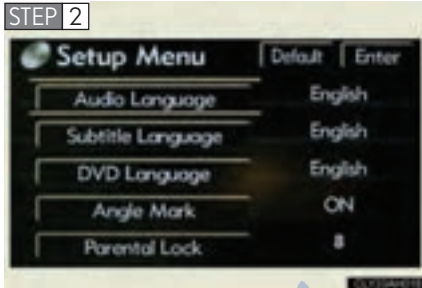 STEP 2
Setup Menu Default Enter
Audio Language English
Subtitle Language English
DVD Language English
Angle Mark ON
Parental Lock 8